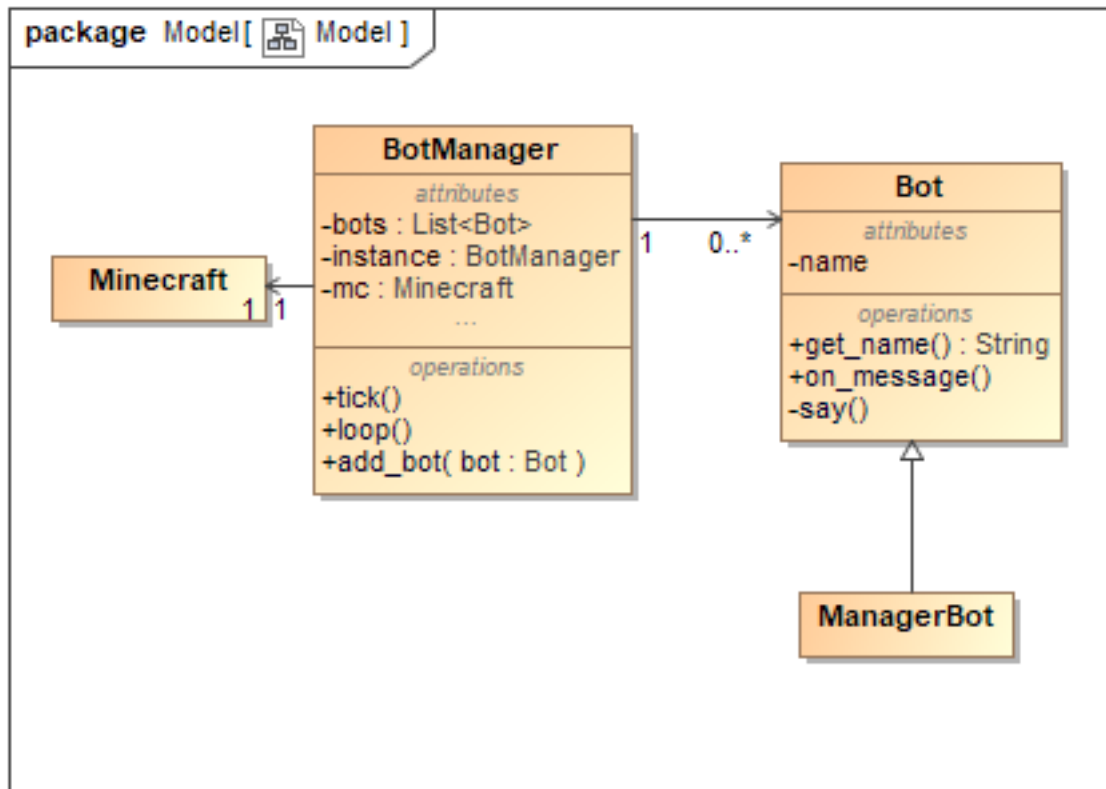 package Model[ Model ]
BotManager
attributes
-bots : List<Bot>
-instance : BotManager
-mc : Minecraft
...
operations
+tick()
+loop()
+add_bot( bot : Bot )
Minecraft
1
1
1
0..*
Bot
attributes
-name
operations
+get_name() : String
+on_message()
-say()
ManagerBot